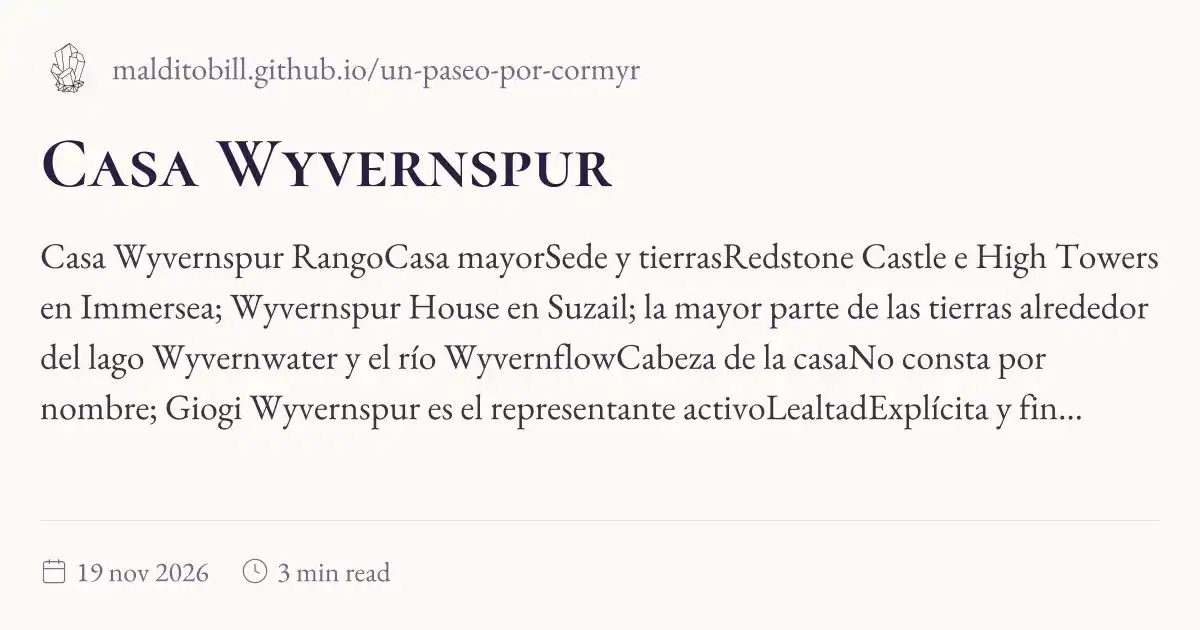 malditobill.github.io/un-paseo-por-cormyr
Casa Wyvernspur
Casa Wyvernspur RangoCasa mayorSede y tierrasRedstone Castle e High Towers
en Immersea; Wyvernspur House en Suzail; la mayor parte de las tierras alrededor
del lago Wyvernwater y el río WyvernflowCabeza de la casaNo consta por
nombre; Giogi Wyvernspur es el representante activoLealtadExplícita y fin...
19 nov 2026 3 min read